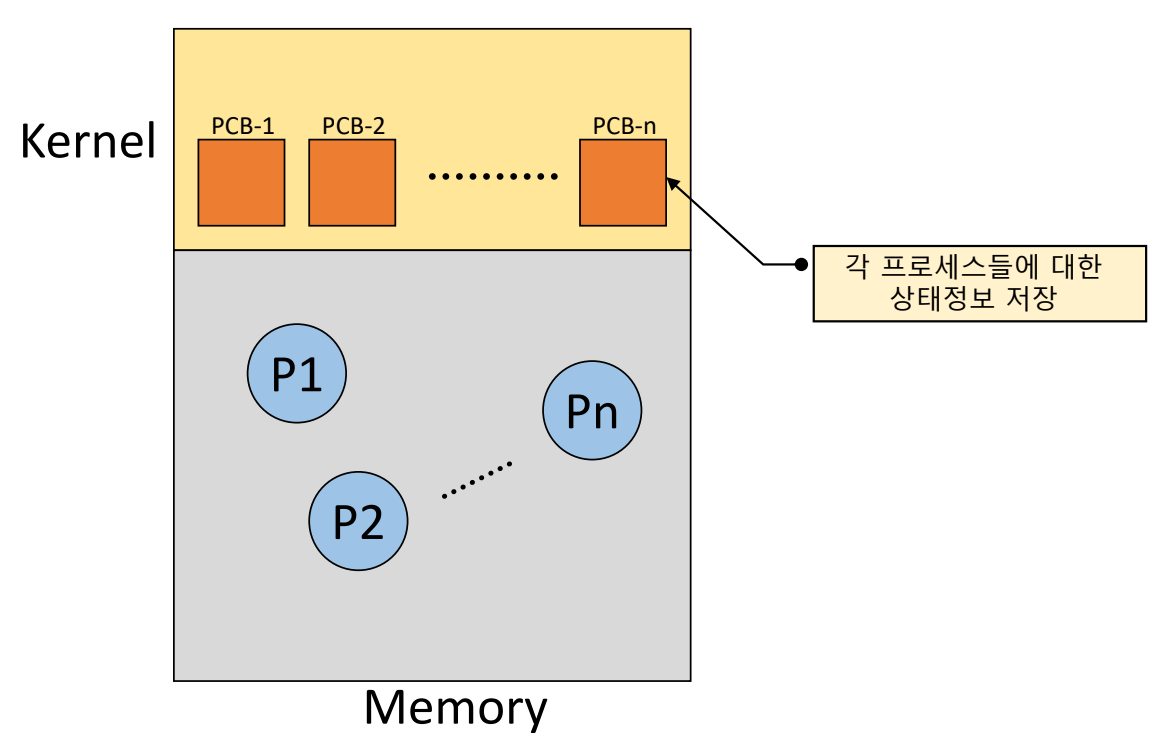 Kernel
PCB-1
PCB-2
PCB-n
각 프로세스들에 대한
상태정보 저장
P1
Pn
P2
Memory